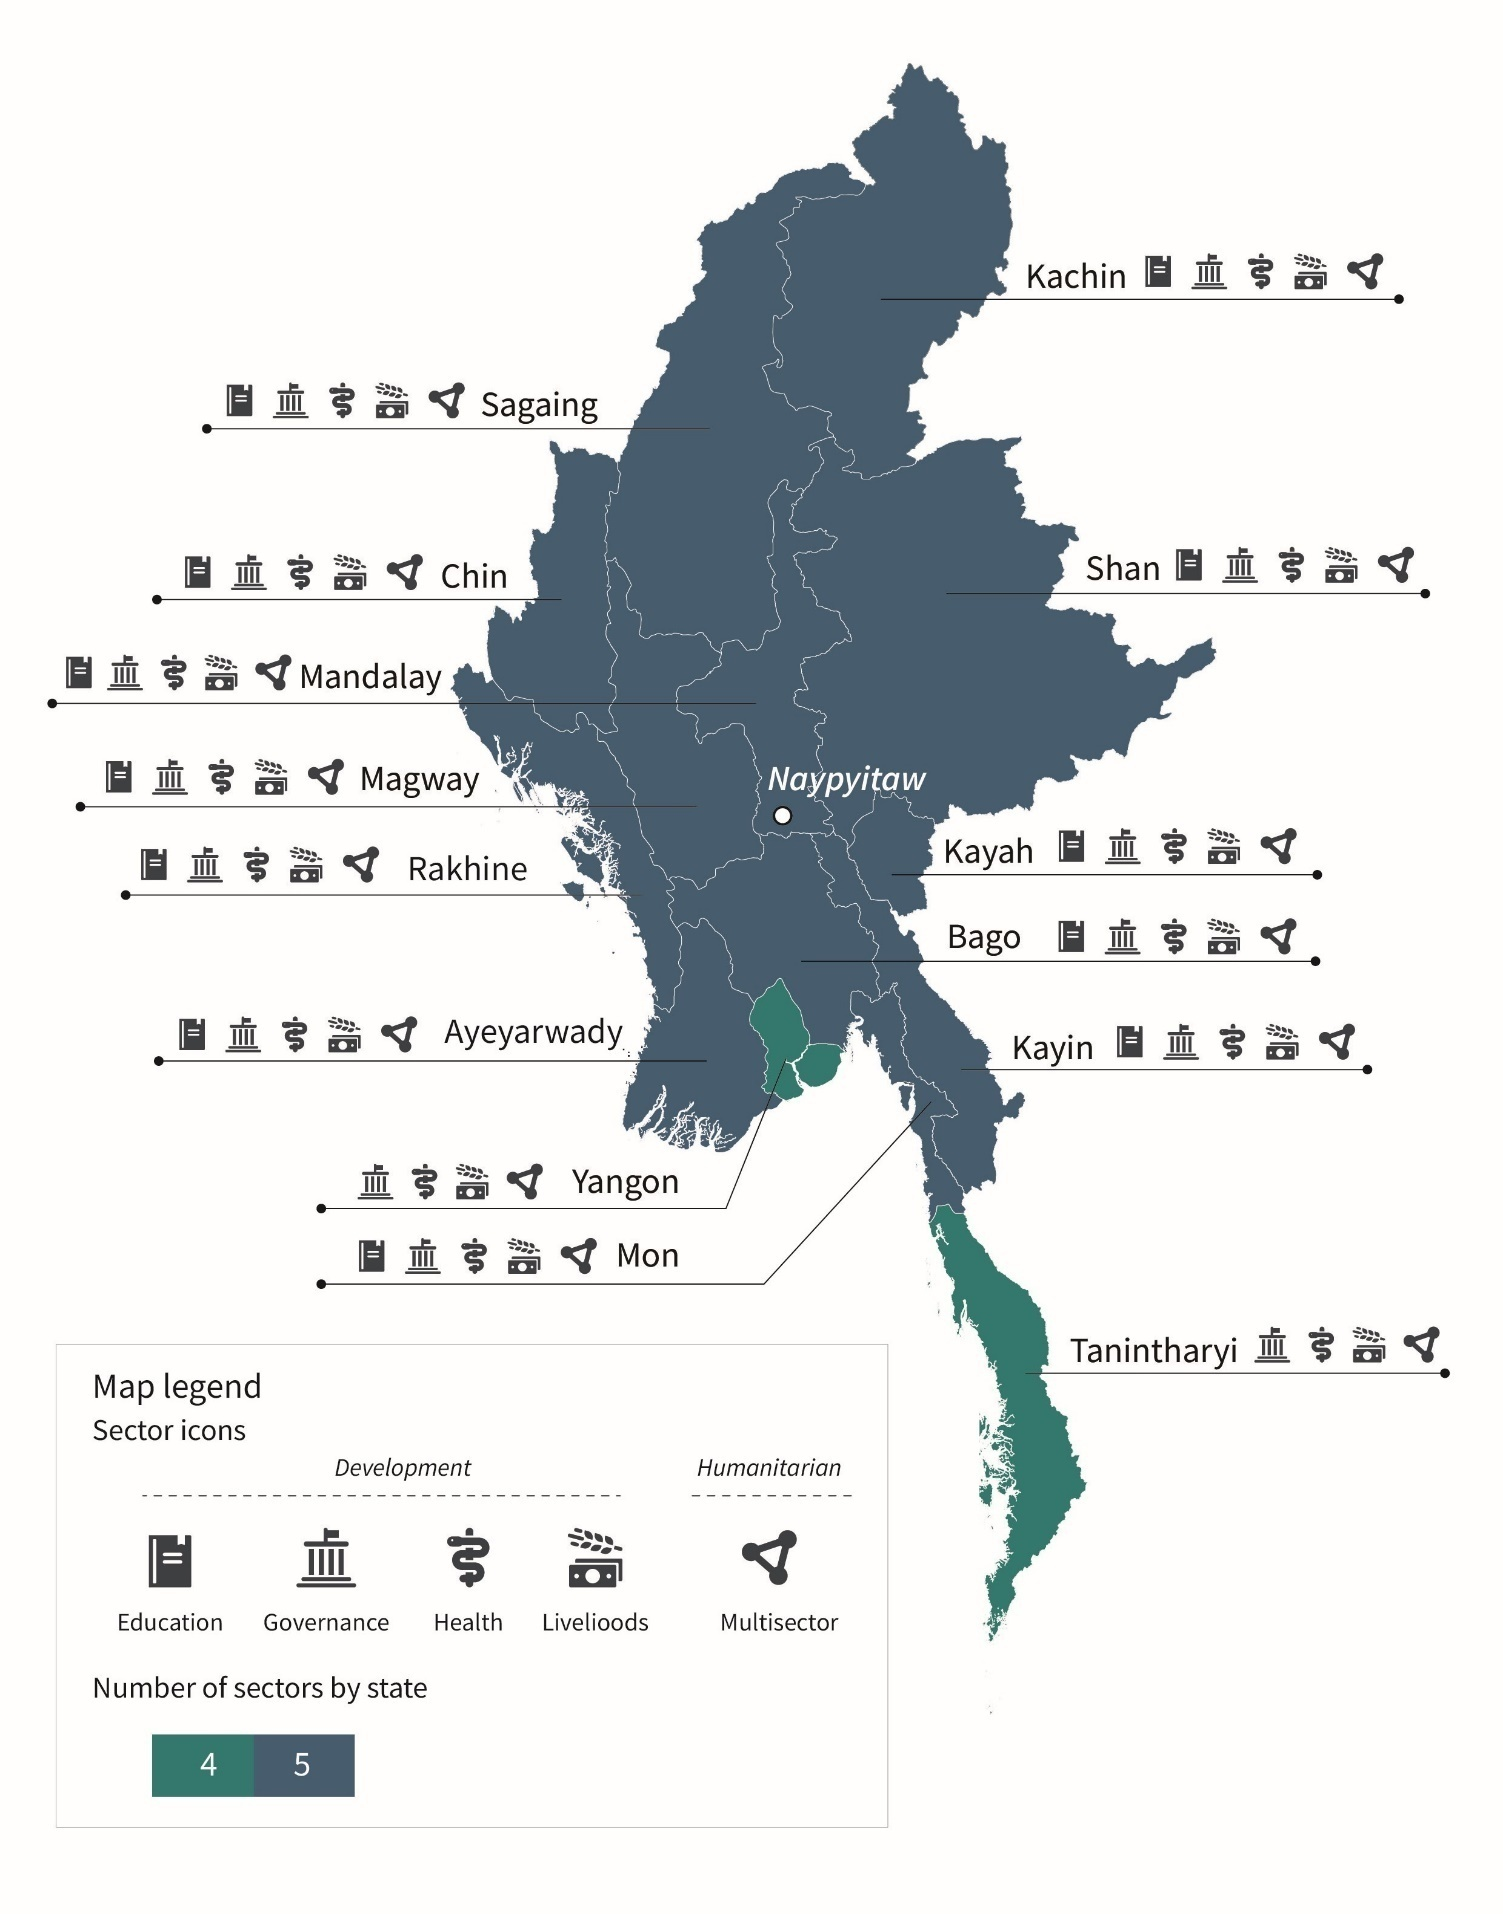 Kachin
Sagaing
Shan
Chin
Mandalay
Naypyitaw
Magway
Kayah
Rakhine
Bago
Ayeyarwady
Kayin
Yangon
Mon
Tanintharyi
Map legend
Sector icons
Development
Humanitarian
Education Governance Health Livelioods Multisector
Number of sectors by state
4 5